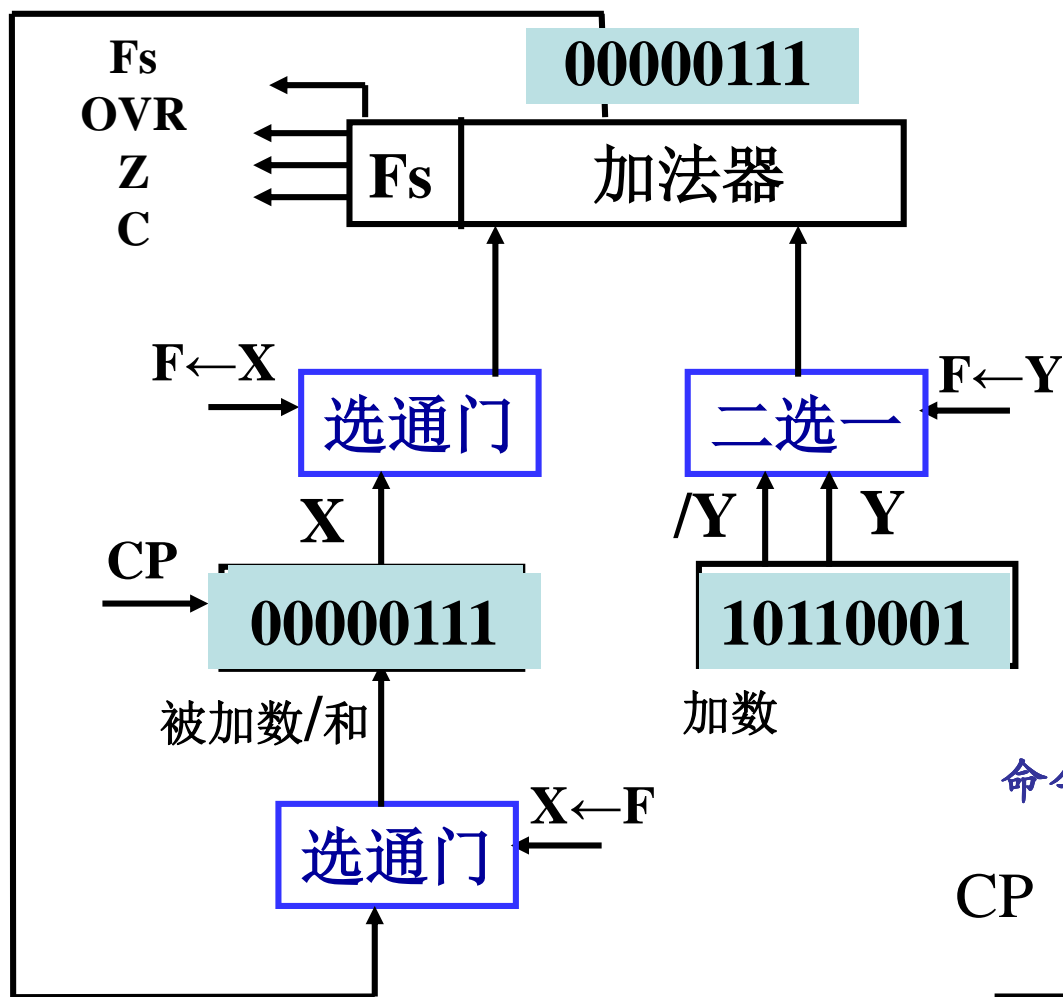 00000111
Fs
OVR
Z
C
Fs 加法器
F←X
F←Y
选通门
二选一
X
/Y
Y
CP
00000111
10110001
被加数/和
加数
X←F
选通门
命
CP